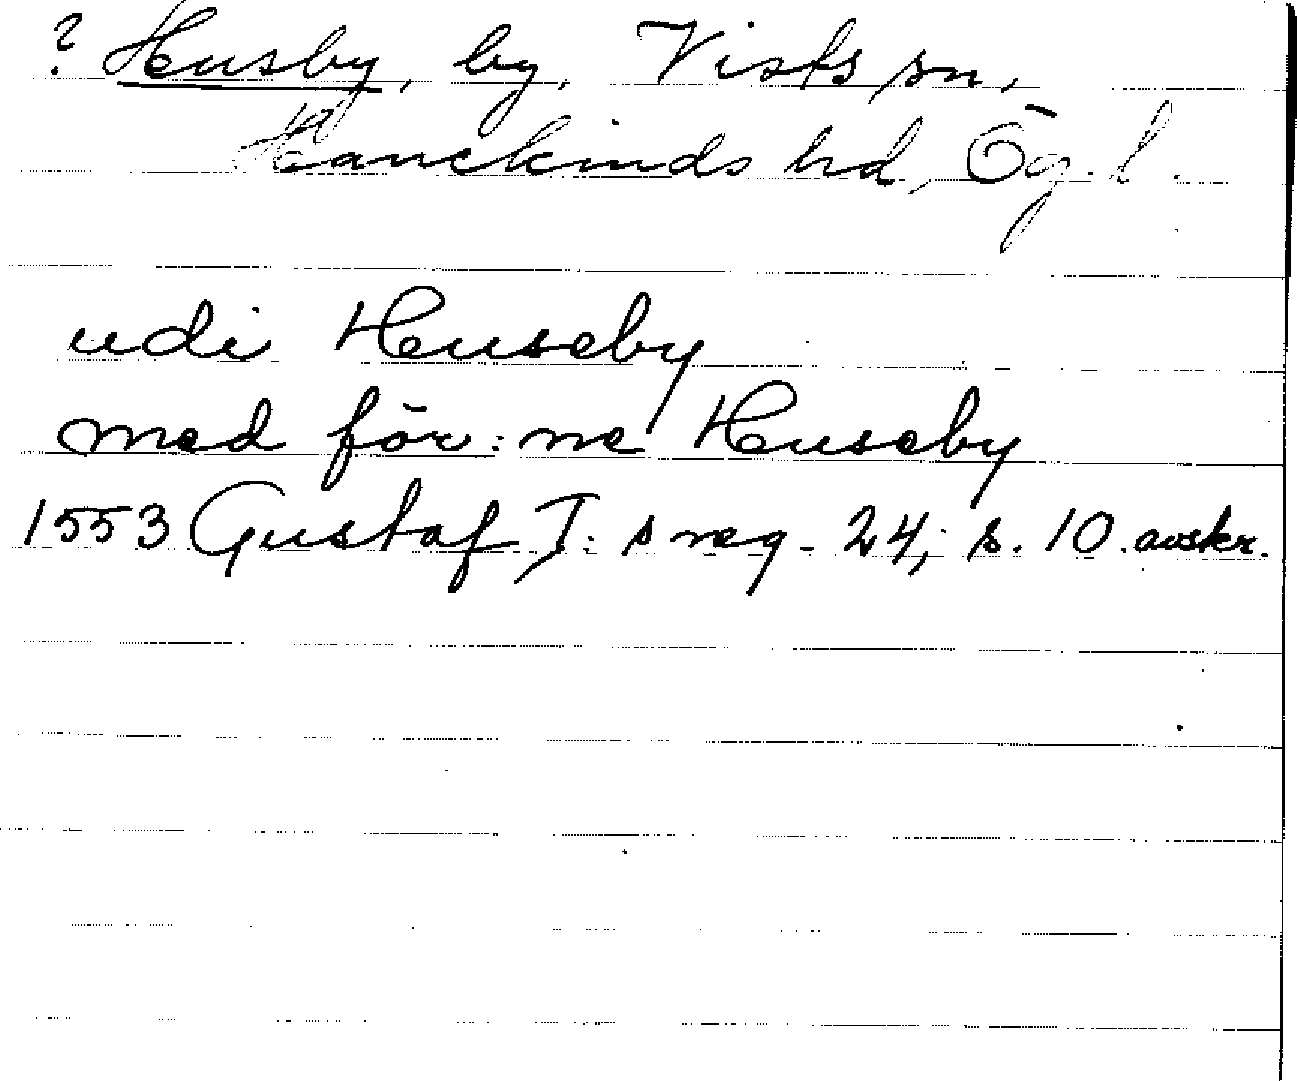 ? Husby, by, Vists sn,
Hanekinds hd, Ög. l.
udi Huseby
med för:ne Huseby
1553 Gustaf I:s reg. 24, s. 10. avskr.